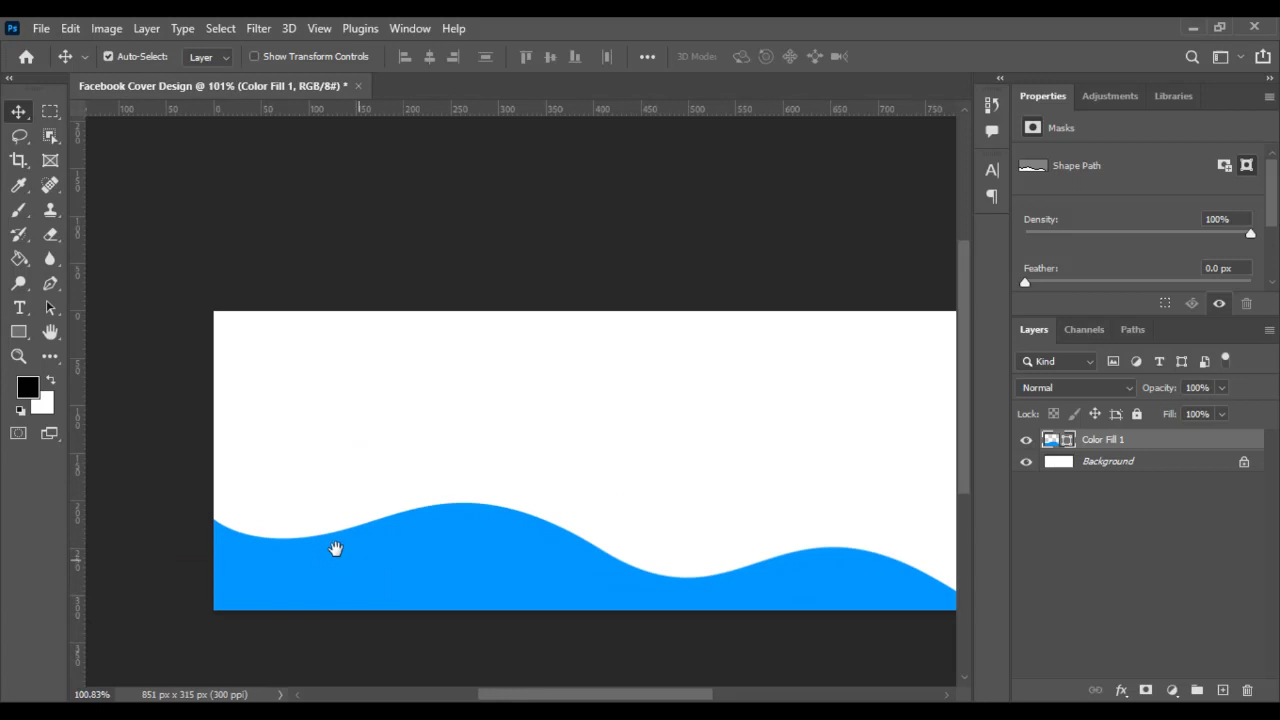 Ps File Edit Image Layer Type Select Filter 3D View Plugins Window Help
Auto-Select: Layer Show Transform Controls 3D Mode:
Facebook Cover Design @ 101% (Color Fill 1, RGB/8#) * ×
100 50 0 50 100 150 200 250 300 350 400 450 500 550 600 650 700 750
Properties Adjustments Libraries
Masks
Shape Path
Density: 100%
Feather: 0.0 px
Layers Channels Paths
Kind
Normal Opacity: 100%
Lock: Fill: 100%
Color Fill 1
Background
100.83% 851 px x 315 px (300 ppi)